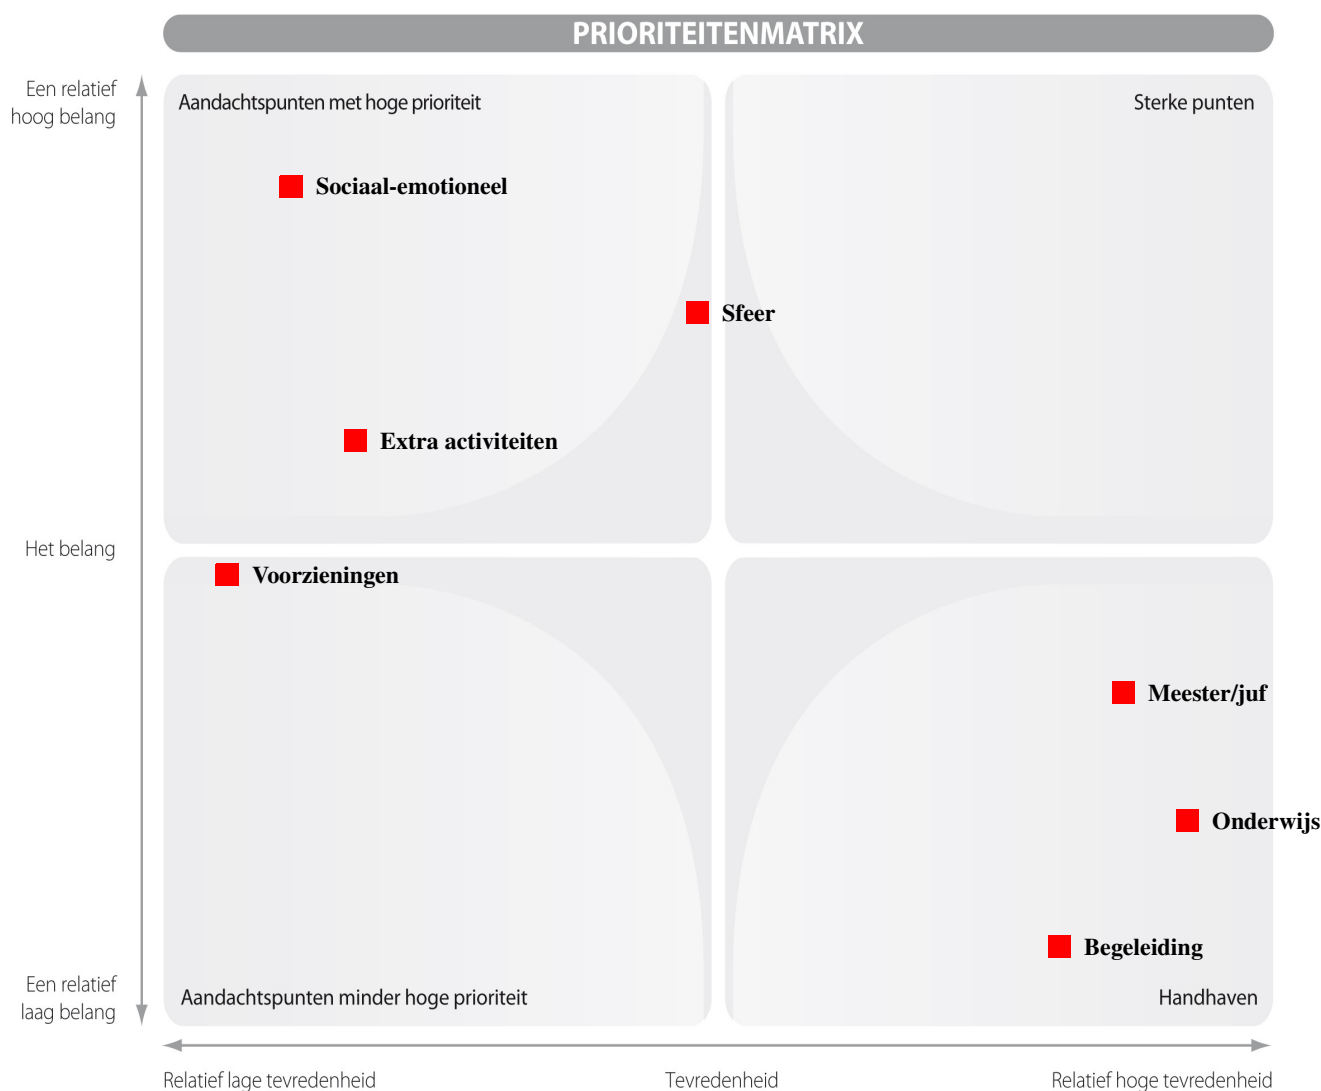 PRIORITEITENMATRIX
Een relatief
hoog belang
Aandachtspunten met hoge prioriteit
Sterke punten
Sociaal-emotioneel
Sfeer
Extra activiteiten
Het belang
Voorzieningen
Meester/juf
Onderwijs
Begeleiding
Een relatief
laag belang
Aandachtspunten minder hoge prioriteit
Handhaven
Relatief lage tevredenheid
Tevredenheid
Relatief hoge tevredenheid